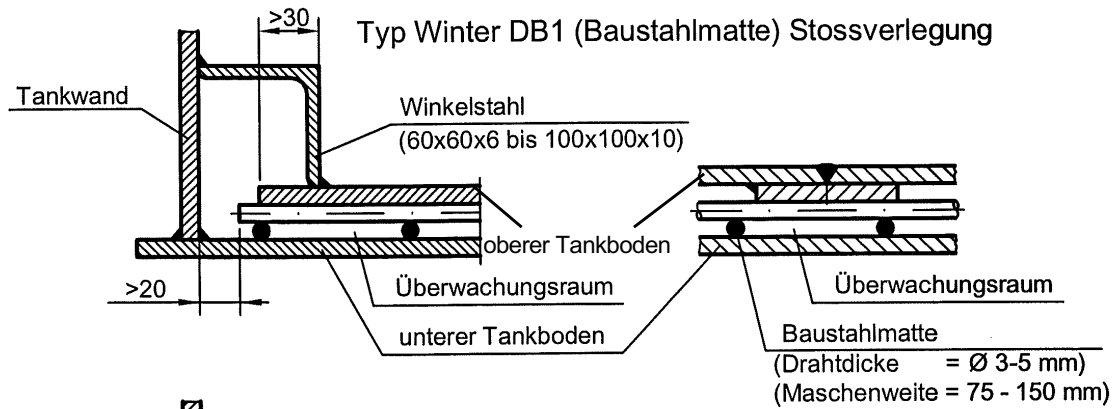 >30
Typ Winter DB1 (Baustahlmatte) Stossverlegung
Tankwand
Winkelstahl
(60x60x6 bis 100x100x10)
oberer Tankboden
>20
Überwachungsraum
Überwachungsraum
unterer Tankboden
Baustahlmatte
(Drahtdicke = Ø 3-5 mm)
(Maschenweite = 75 - 150 mm)